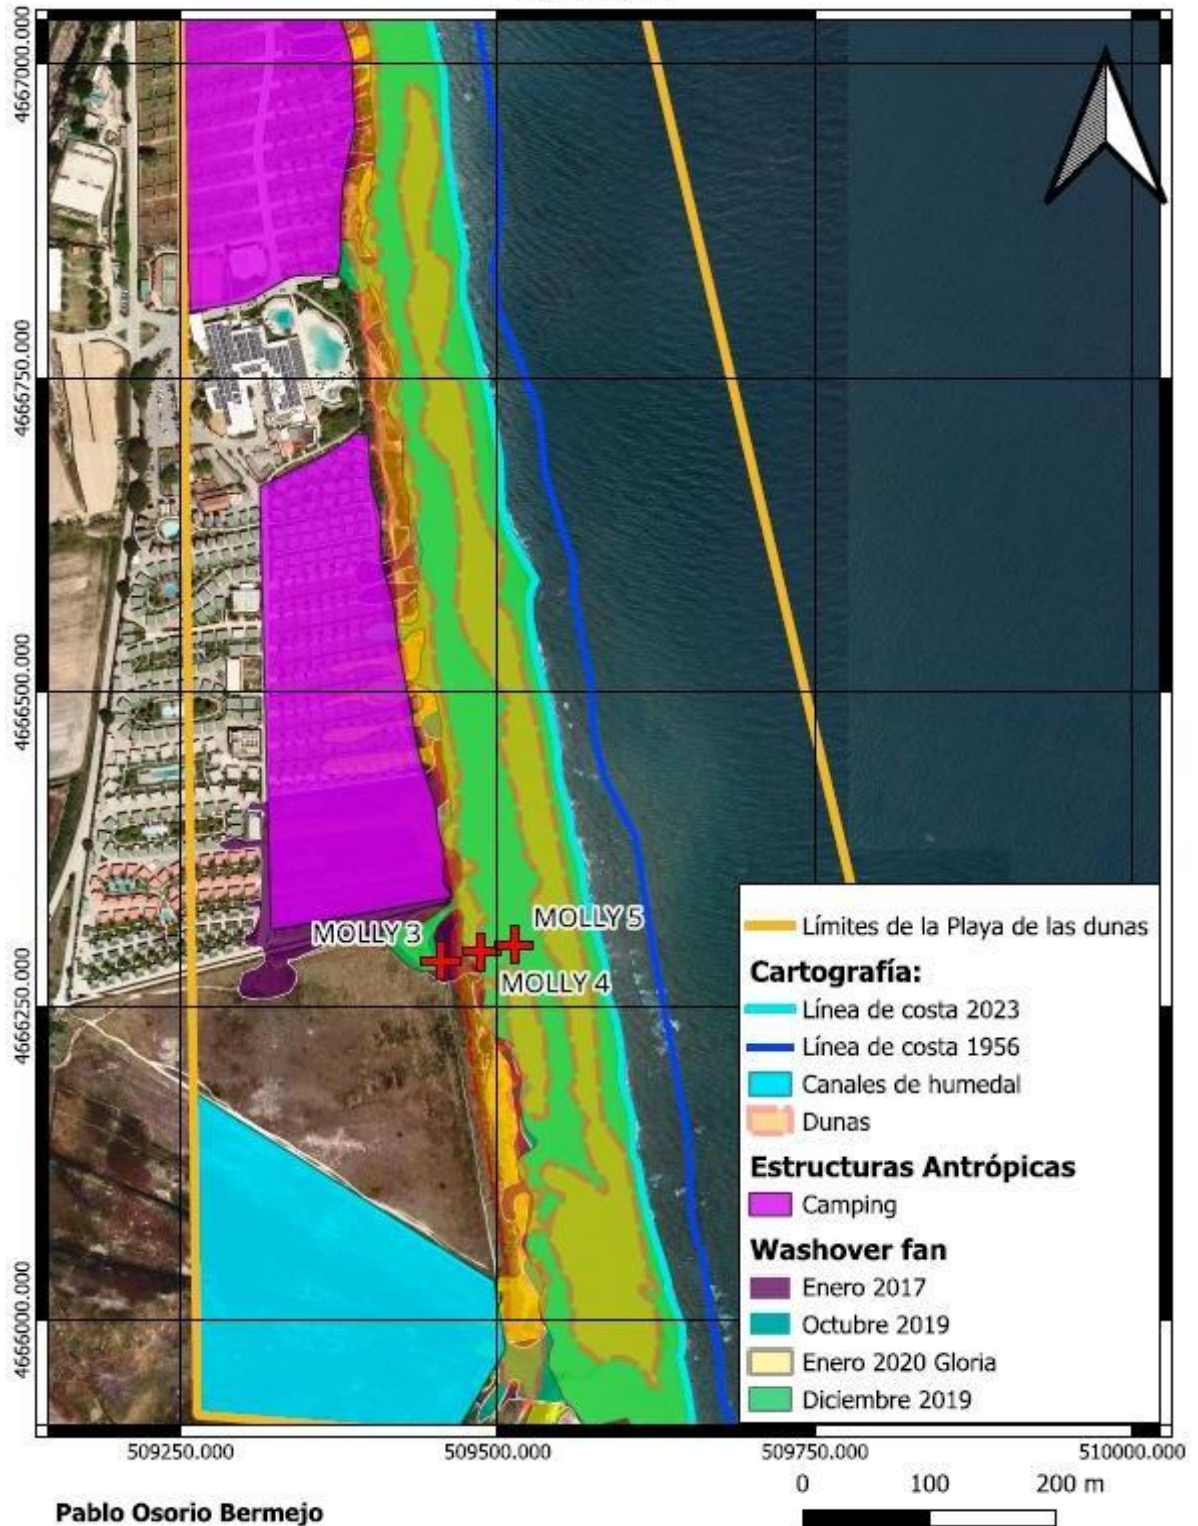 4667000.000
4666750.000
4666500.000
4666250.000
4666000.000
MOLLY 3
MOLLY 5
MOLLY 4
Límites de la Playa de las dunas
Cartografía:
Línea de costa 2023
Línea de costa 1956
Canales de humedal
Dunas
Estructuras Antrópicas
Camping
Washover fan
Enero 2017
Octubre 2019
Enero 2020 Gloria
Diciembre 2019
509250.000
509500.000
509750.000
510000.000
0 100 200 m
Pablo Osorio Bermejo